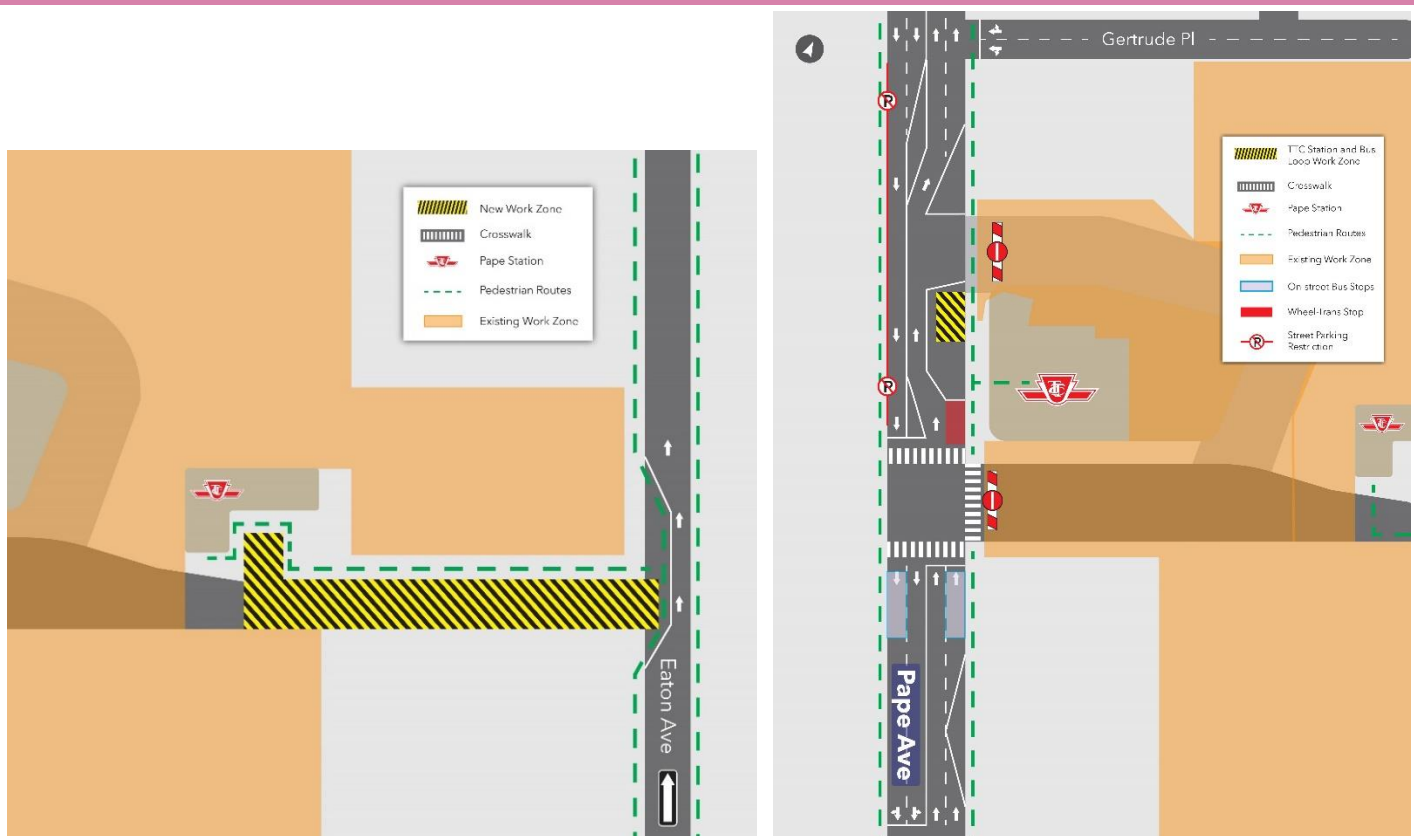 New Work Zone
Crosswalk
Pape Station
Pedestrian Routes
Existing Work Zone
Eaton Ave
Gertrude Pl
TTC Station and Bus
Loop Work Zone
Crosswalk
Pape Station
Pedestrian Routes
Existing Work Zone
On-street Bus Stops
Wheel-Trans Stop
Street Parking
Restriction
Pape Ave